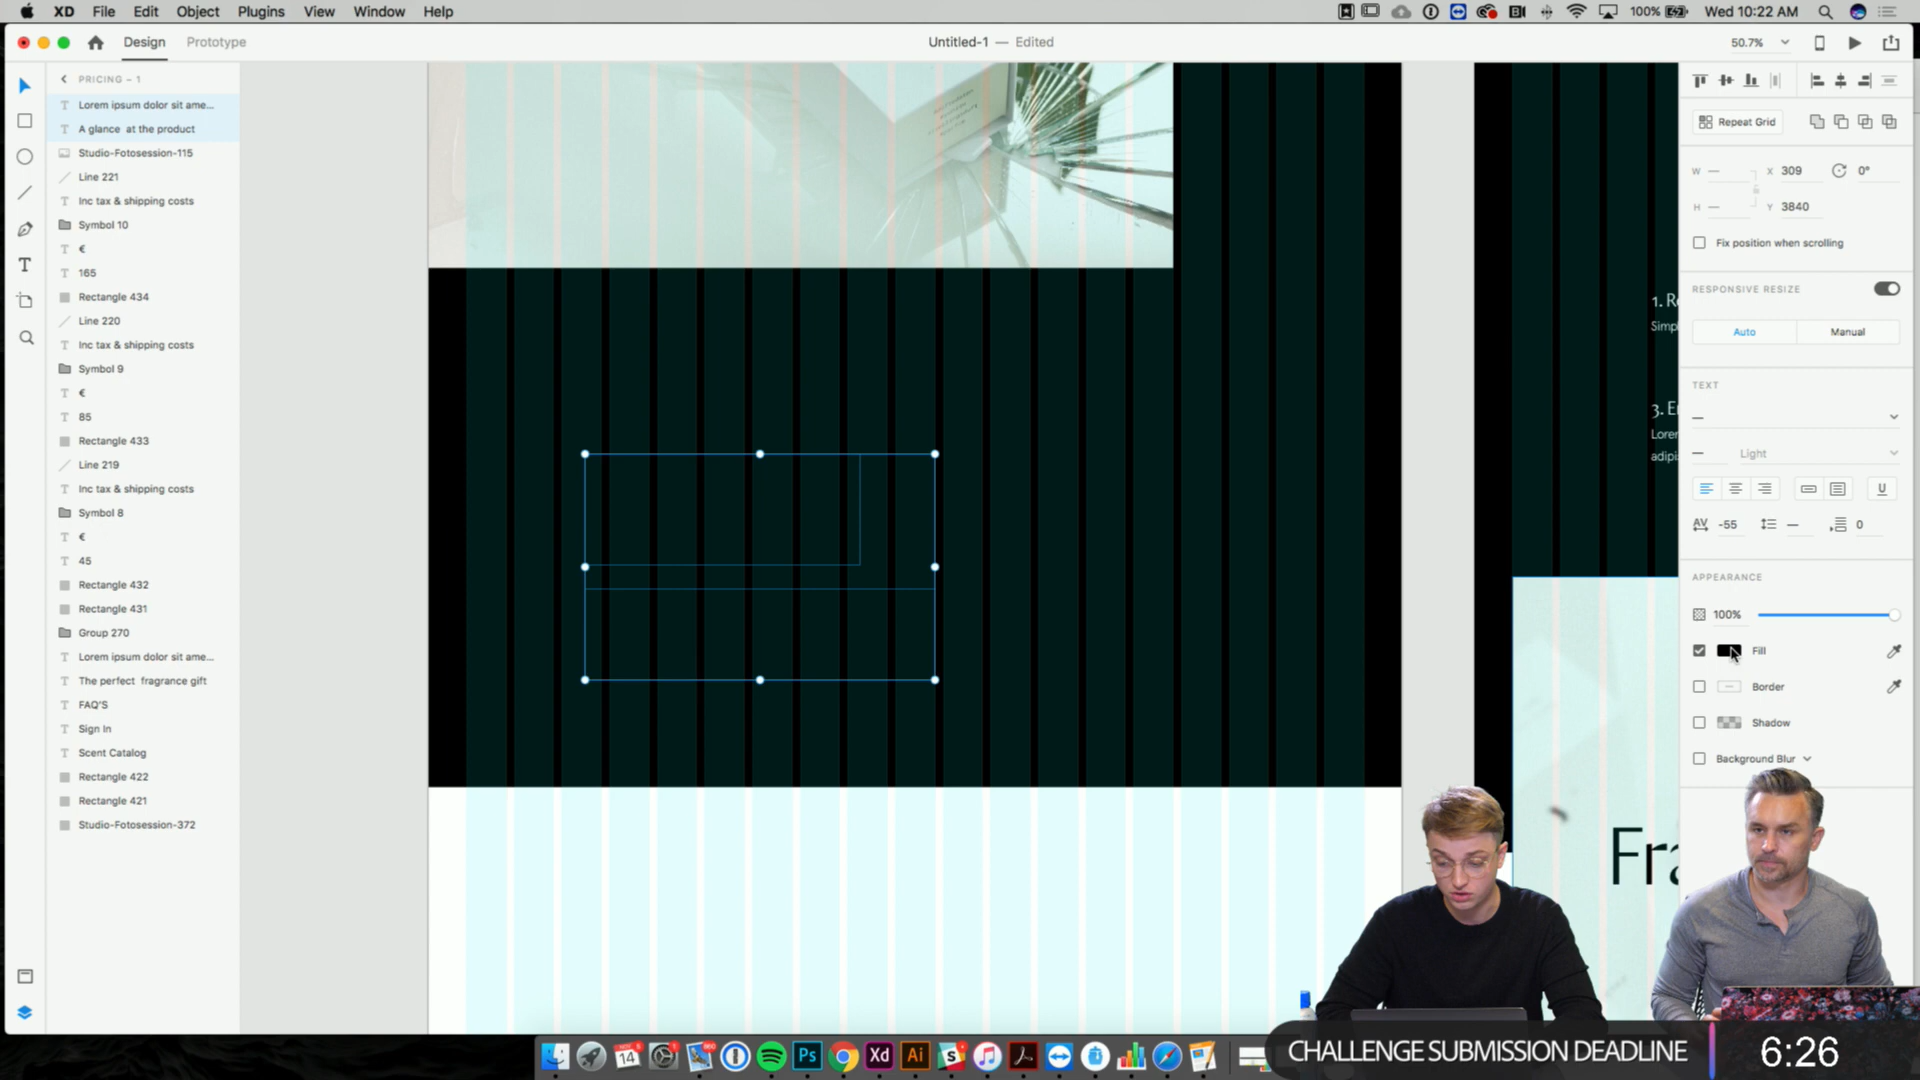 XD File Edit Object Plugins View Window Help
100% Wed 10:22 AM
Design Prototype
Untitled-1 — Edited
50.7%
PRICING – 1
Lorem ipsum dolor sit ame...
A glance at the product
Studio-Fotosession-115
Line 221
Inc tax & shipping costs
Symbol 10
€
165
Rectangle 434
Line 220
Inc tax & shipping costs
Symbol 9
€
85
Rectangle 433
Line 219
Inc tax & shipping costs
Symbol 8
€
45
Rectangle 432
Rectangle 431
Group 270
Lorem ipsum dolor sit ame...
The perfect fragrance gift
FAQ'S
Sign In
Scent Catalog
Rectangle 422
Rectangle 421
Studio-Fotosession-372
1. R
Simp
3. E
Lorer
adipi
Fra
Repeat Grid
W — X 309 0°
H — Y 3840
Fix position when scrolling
RESPONSIVE RESIZE
Auto Manual
TEXT
—
— Light
AV -55 — 0
APPEARANCE
100%
Fill
Border
Shadow
Background Blur
14
Ps Xd Ai S
CHALLENGE SUBMISSION DEADLINE 6:26